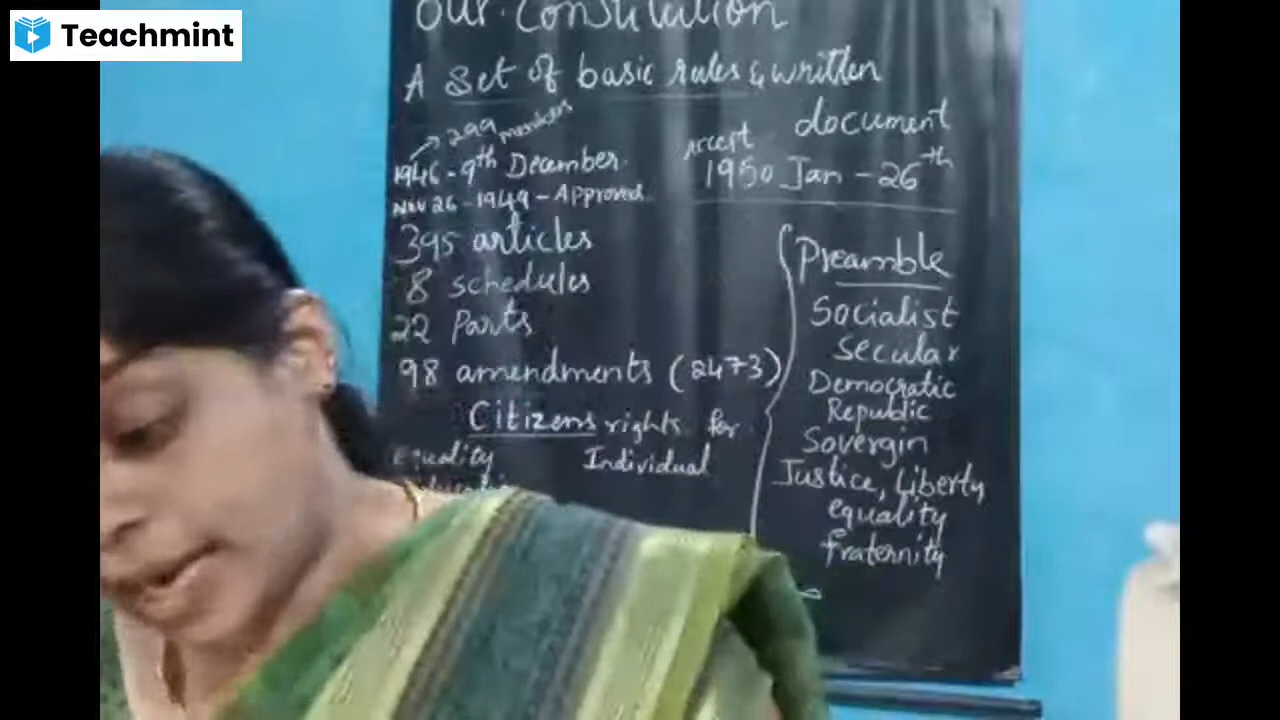 Teachmint
Our Constitution
A set of basic rules & written
document
299 members
1946 - 9th December
Nov 26 - 1949 - Approved
1950 Jan - 26th
395 articles
8 schedules
22 Parts
98 amendments (2473)
Citizens rights for
Equality Individual
Preamble
Socialist
Secular
Democratic
Republic
Sovergin
Justice, Liberty
equality
fraternity